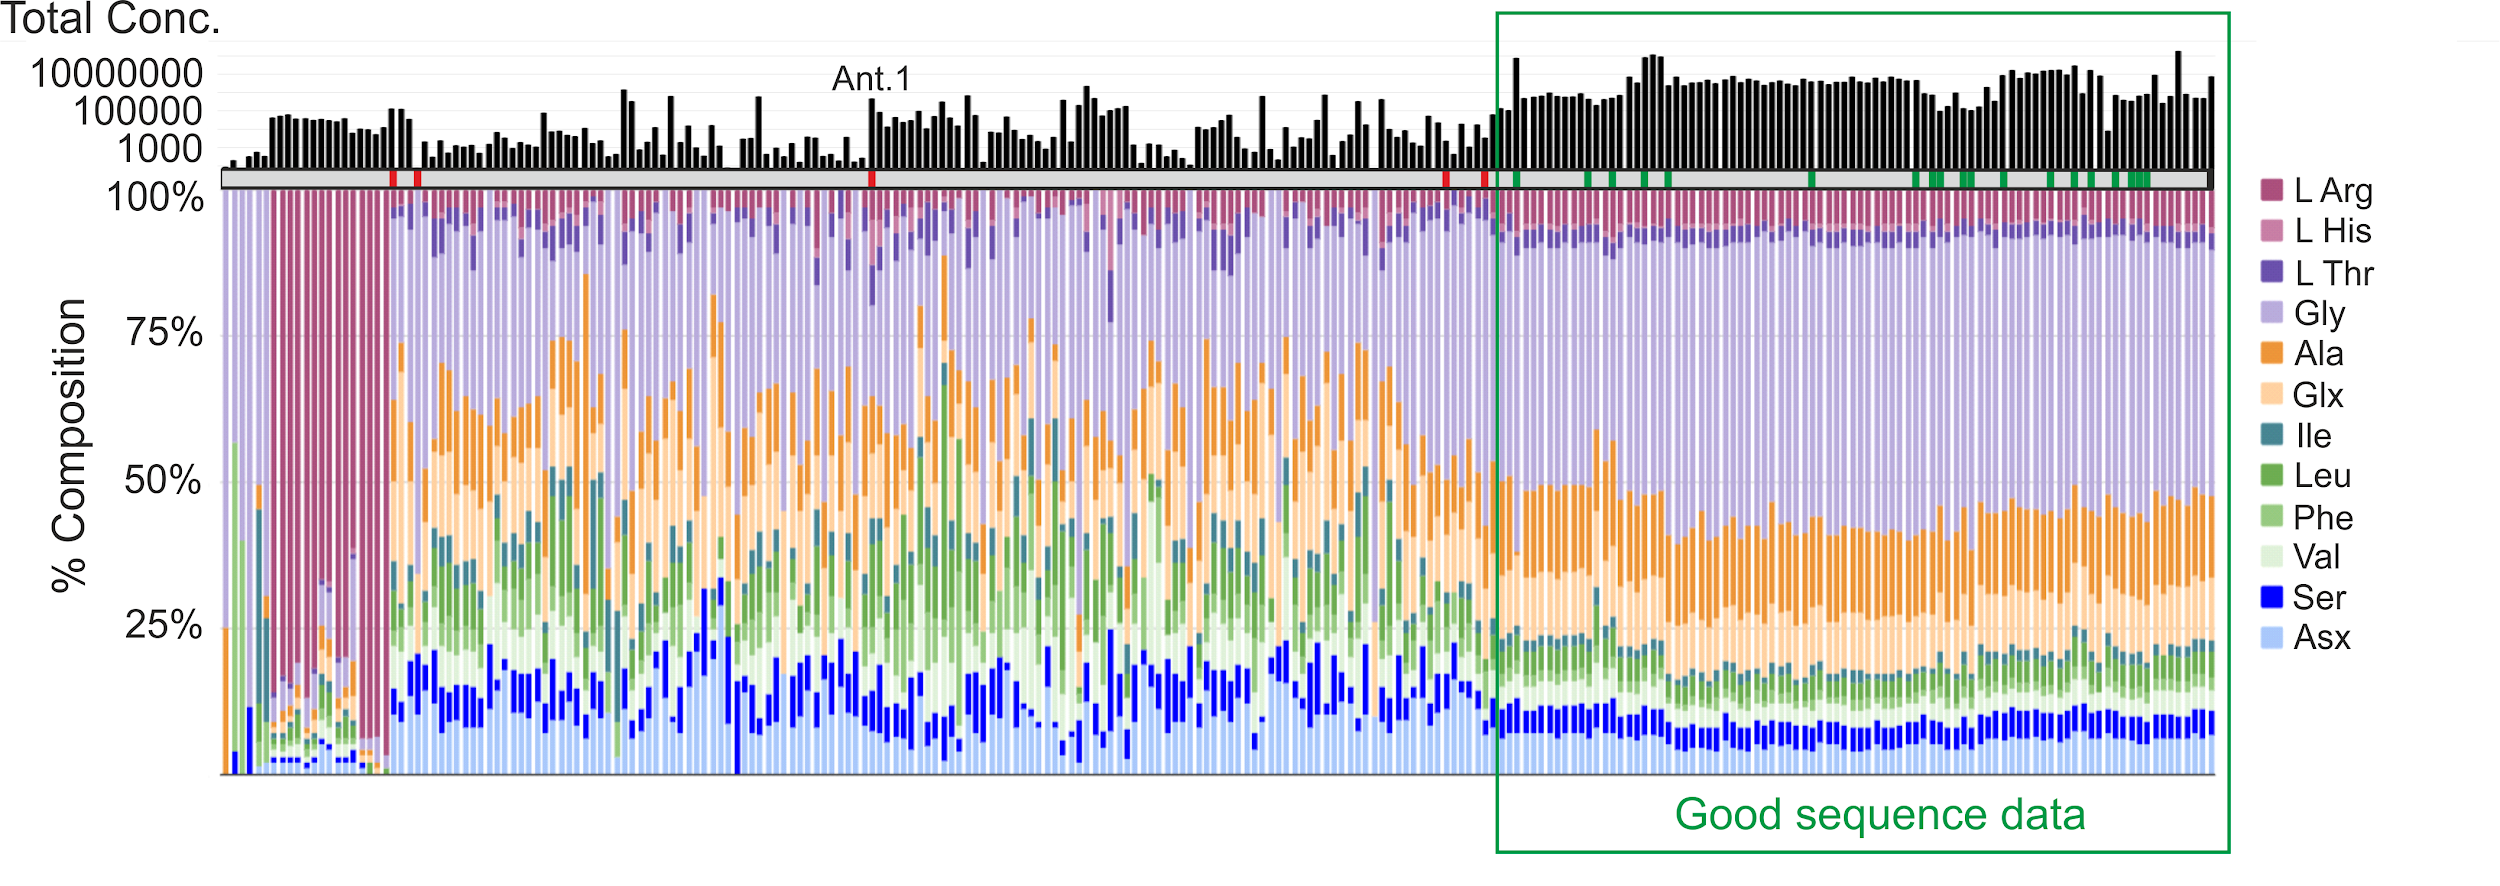 Total Conc.
10000000
100000
1000
Ant.1
100%
75%
50%
25%
% Composition
L Arg
L His
L Thr
Gly
Ala
Glx
Ile
Leu
Phe
Val
Ser
Asx
Good sequence data